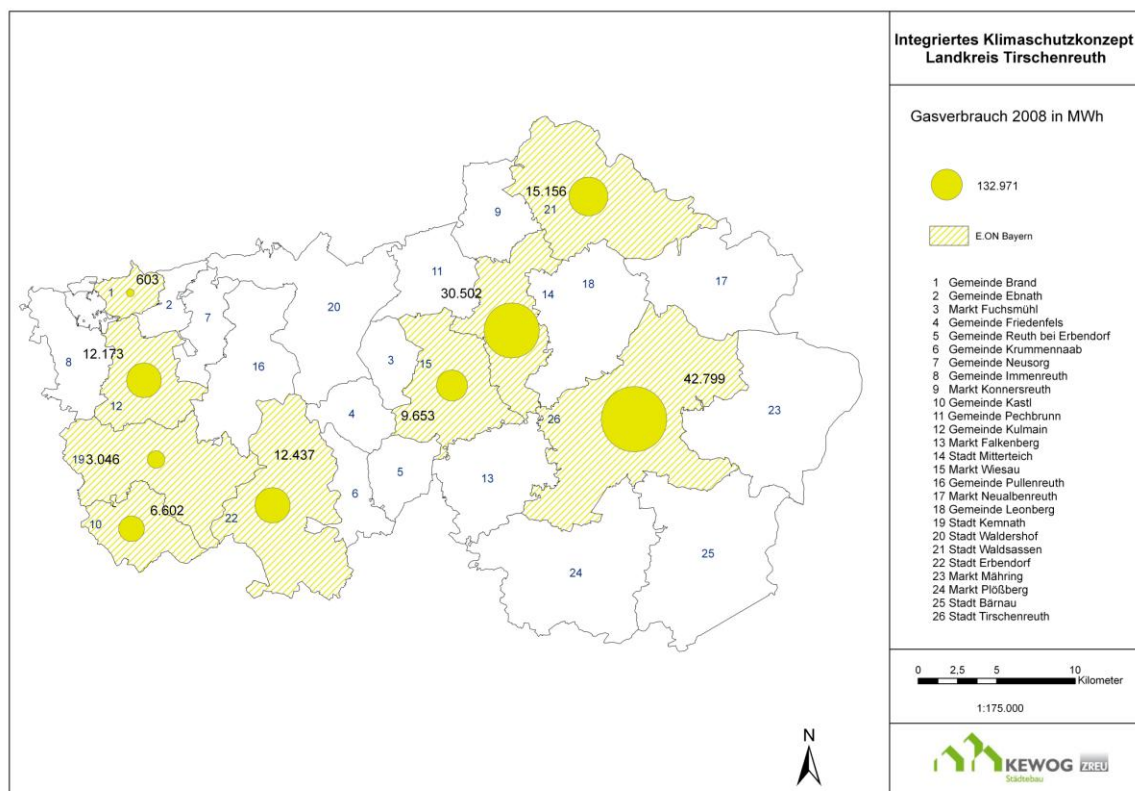 Integriertes Klimaschutzkonzept
Landkreis Tirschenreuth
Gasverbrauch 2008 in MWh
132.971
E.ON Bayern
1 Gemeinde Brand
2 Gemeinde Ebnath
3 Markt Fuchsmühl
4 Gemeinde Friedenfels
5 Gemeinde Reuth bei Erbendorf
6 Gemeinde Krummennaab
7 Gemeinde Neusorg
8 Gemeinde Immenreuth
9 Markt Konnersreuth
10 Gemeinde Kastl
11 Gemeinde Pechbrunn
12 Gemeinde Kulmain
13 Markt Falkenberg
14 Stadt Mitterteich
15 Markt Wiesau
16 Gemeinde Pullenreuth
17 Markt Neualbenreuth
18 Gemeinde Leonberg
19 Stadt Kemnath
20 Stadt Waldershof
21 Stadt Waldsassen
22 Stadt Erbendorf
23 Markt Mähring
24 Markt Plößberg
25 Stadt Bärnau
26 Stadt Tirschenreuth
0 2,5 5 10
Kilometer
1:175.000
KEWOG ZREU
Städtebau
N
15.156
9
21
603
1
2
11
30.502
14
18
17
20
7
8
12.173
16
3
15
42.799
12
4
9.653
26
23
19
3.046
12.437
5
13
6
6.602
10
22
24
25